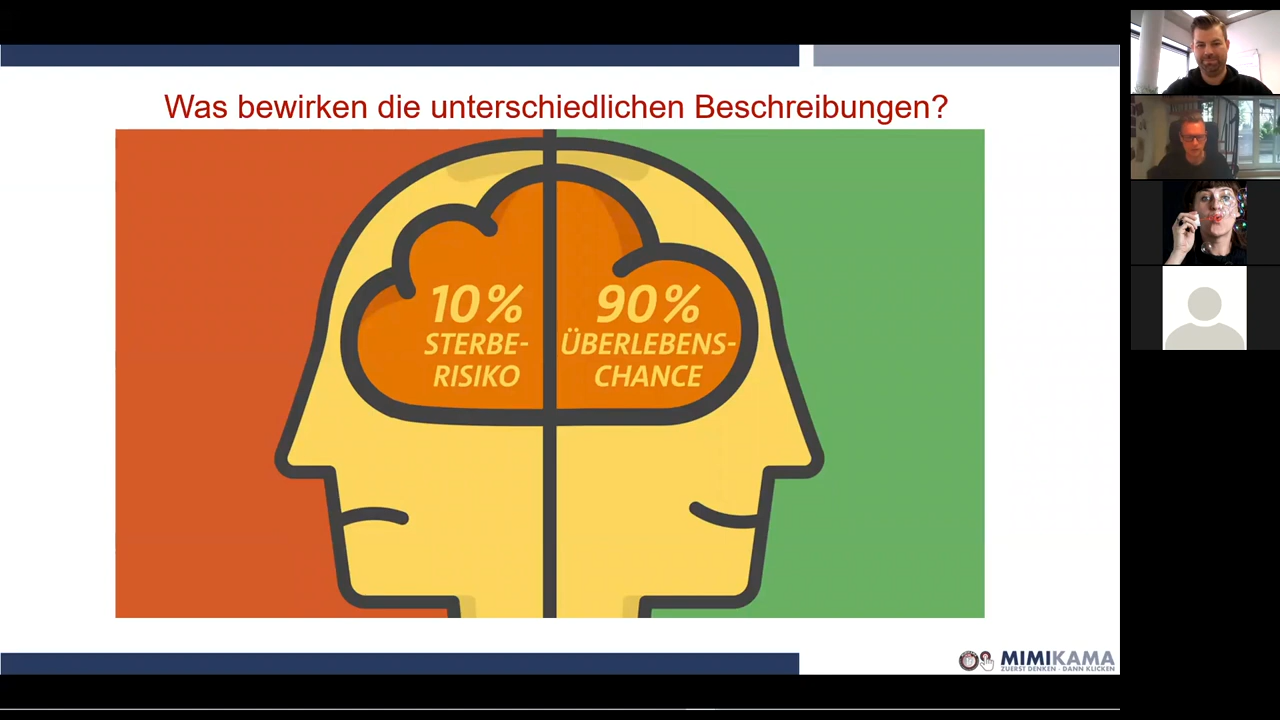 Was bewirken die unterschiedlichen Beschreibungen?
10%
STERBE-
RISIKO
90%
ÜBERLEBENS-
CHANCE
MIMIKAMA
ZUERST DENKEN - DANN KLICKEN